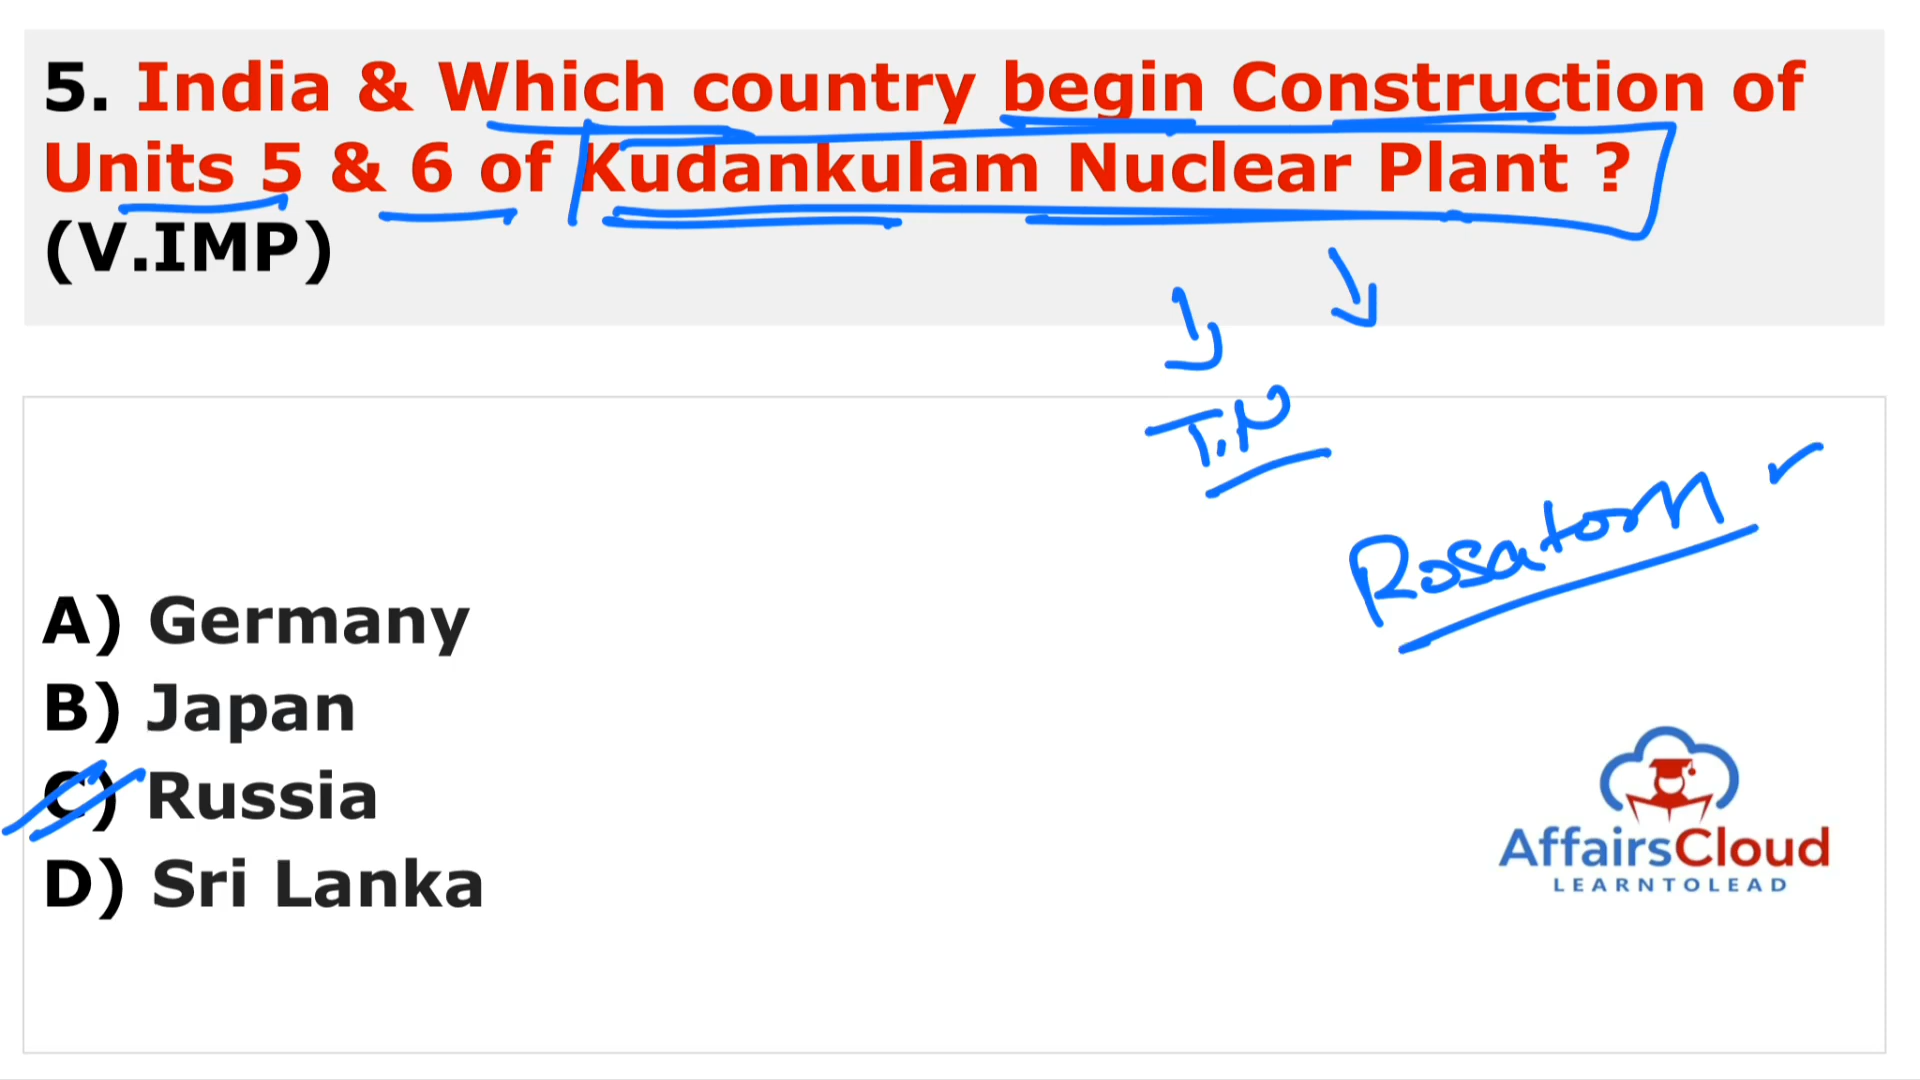 5. India & Which country begin Construction of
Units 5 & 6 of Kudankulam Nuclear Plant ?
(V.IMP)
T.N
Rosatom
A) Germany
B) Japan
C) Russia
D) Sri Lanka
AffairsCloud
LEARNTOLEAD